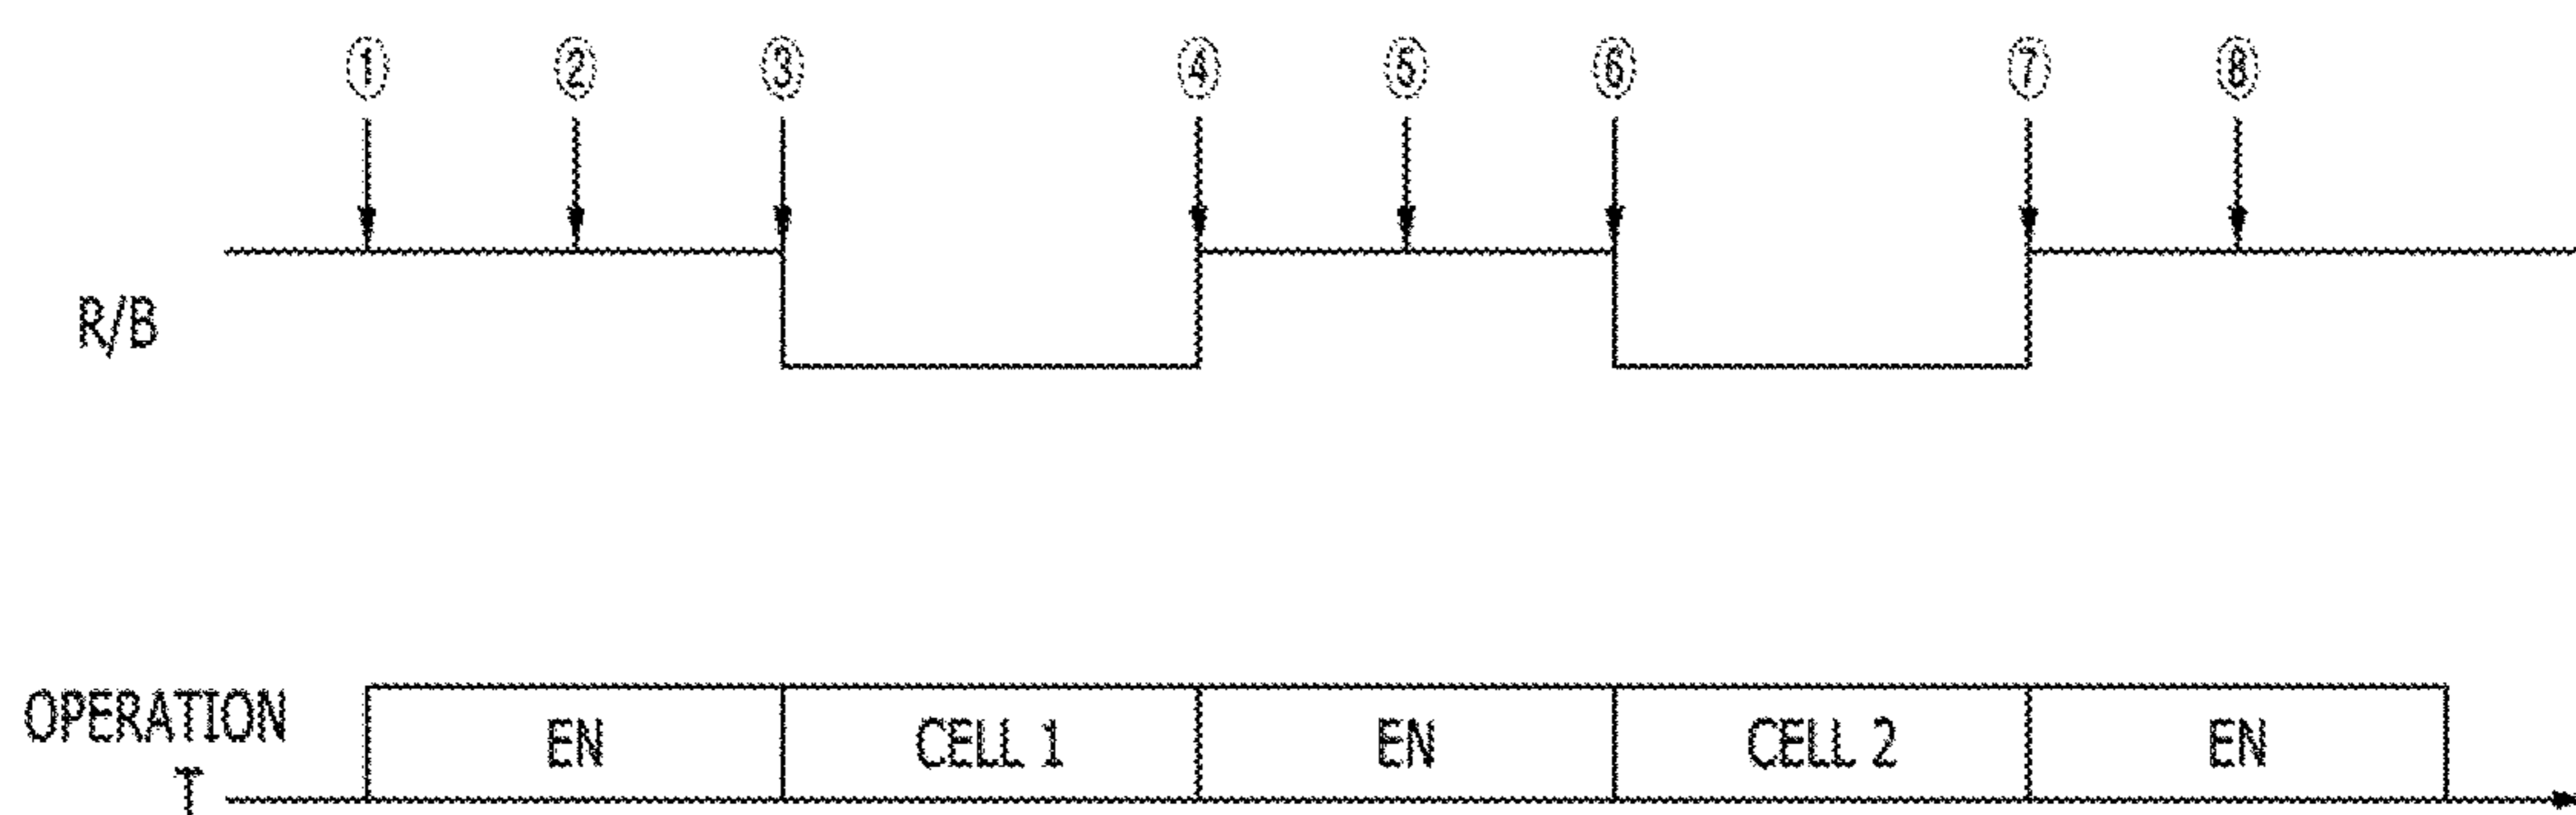 ① ② ③ ④ ⑤ ⑥ ⑦ ⑧
R/B
OPERATION
EN CELL 1 EN CELL 2 EN
T